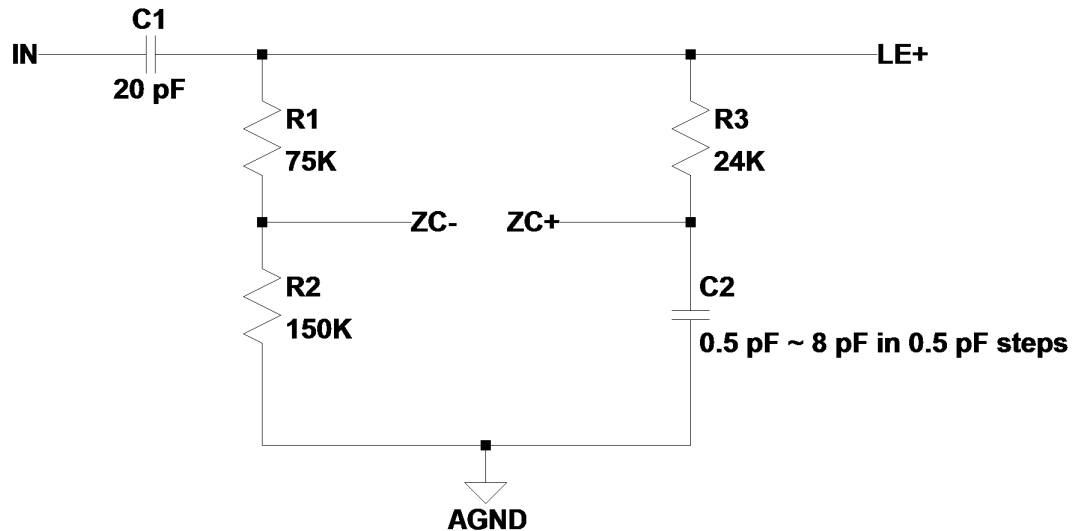 C1
IN
LE+
20 pF
R1
75K
R3
24K
ZC-
ZC+
R2
150K
C2
0.5 pF ~ 8 pF in 0.5 pF steps
AGND